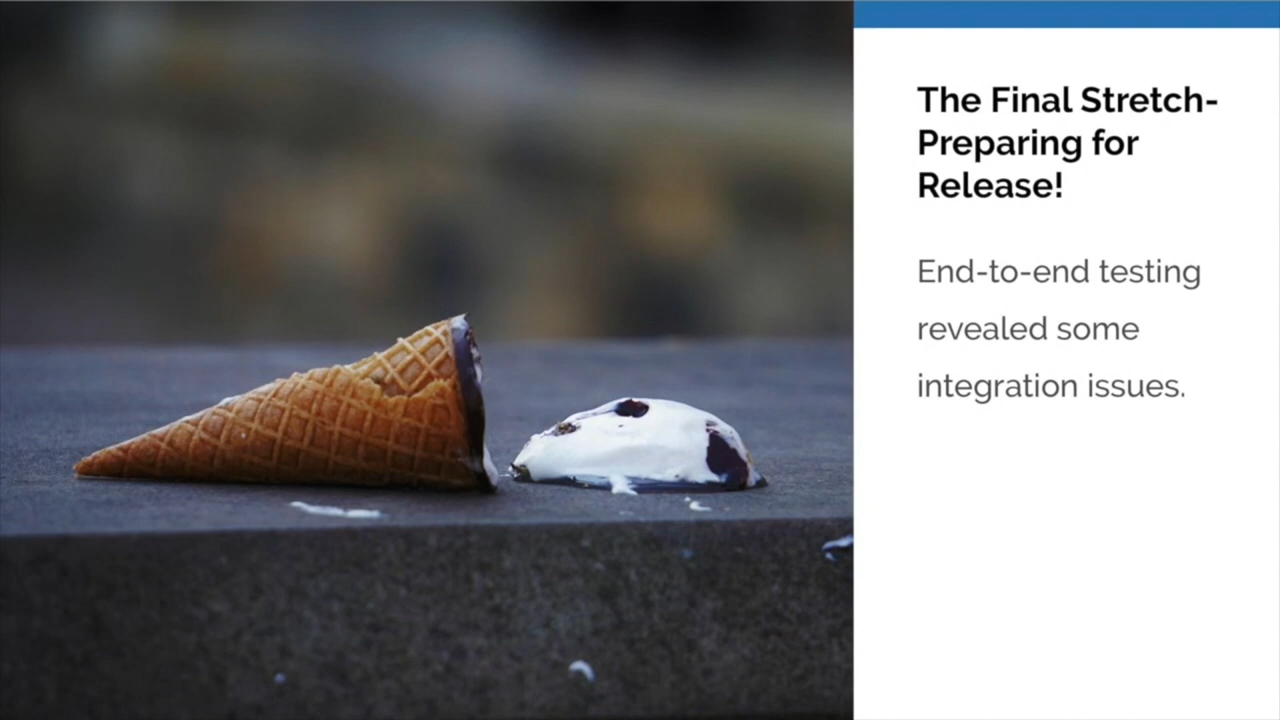 The Final Stretch-
Preparing for
Release!
End-to-end testing
revealed some
integration issues.